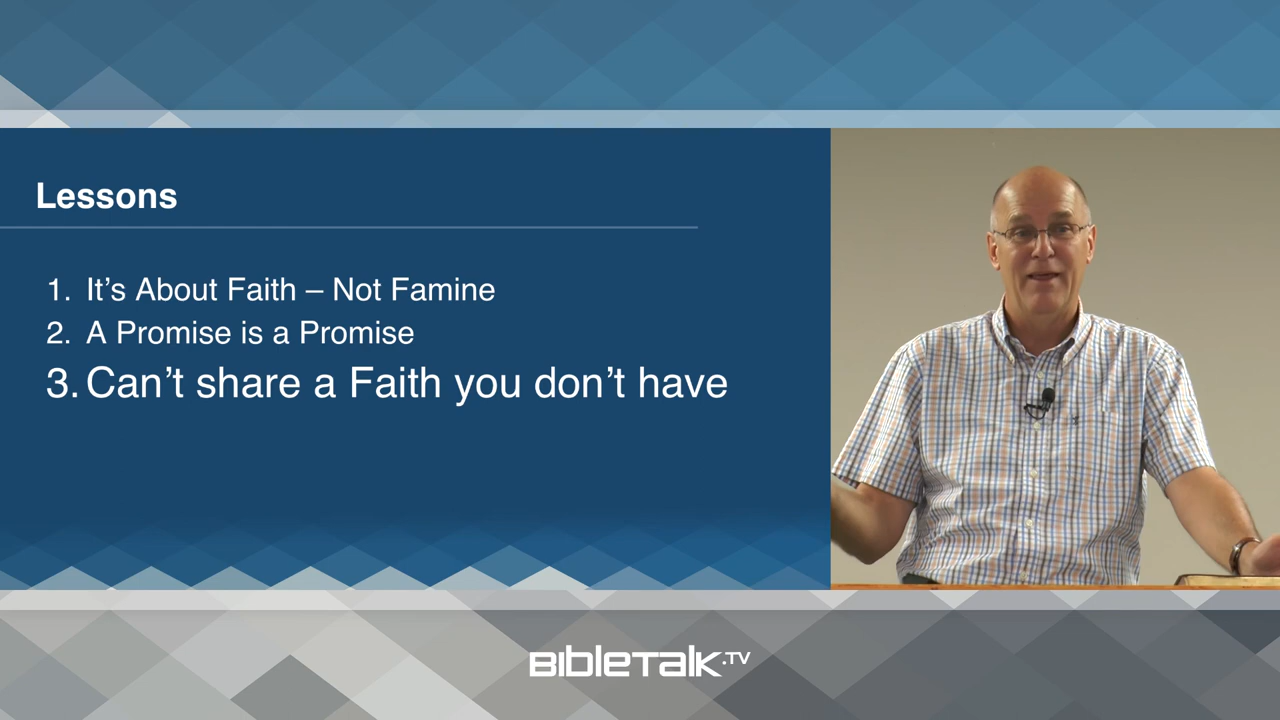 Lessons
1. It’s About Faith – Not Famine
2. A Promise is a Promise
3. Can’t share a Faith you don’t have
BIBLETALK.TV